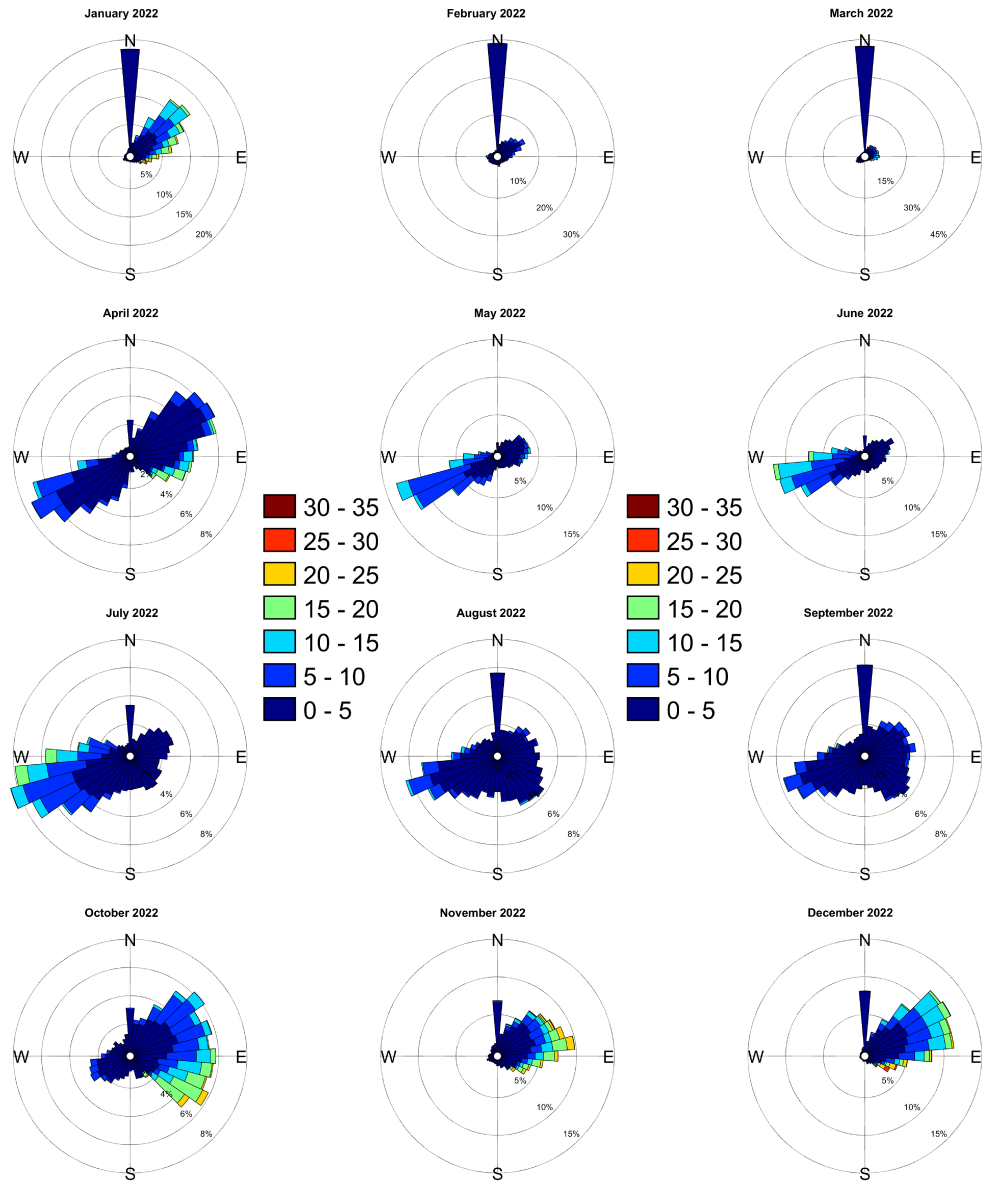 January 2022
N
W
E
S
5%
10%
15%
20%
February 2022
N
W
E
S
10%
20%
30%
March 2022
N
W
E
S
15%
30%
45%
April 2022
N
W
E
S
4%
6%
8%
May 2022
N
W
E
S
5%
10%
15%
June 2022
N
W
E
S
5%
10%
15%
30 - 35
25 - 30
20 - 25
15 - 20
10 - 15
5 - 10
0 - 5
30 - 35
25 - 30
20 - 25
15 - 20
10 - 15
5 - 10
0 - 5
July 2022
N
W
E
S
4%
6%
8%
August 2022
N
W
E
S
6%
8%
September 2022
N
W
E
S
6%
8%
October 2022
N
W
E
S
4%
6%
8%
November 2022
N
W
E
S
5%
10%
15%
December 2022
N
W
E
S
5%
10%
15%